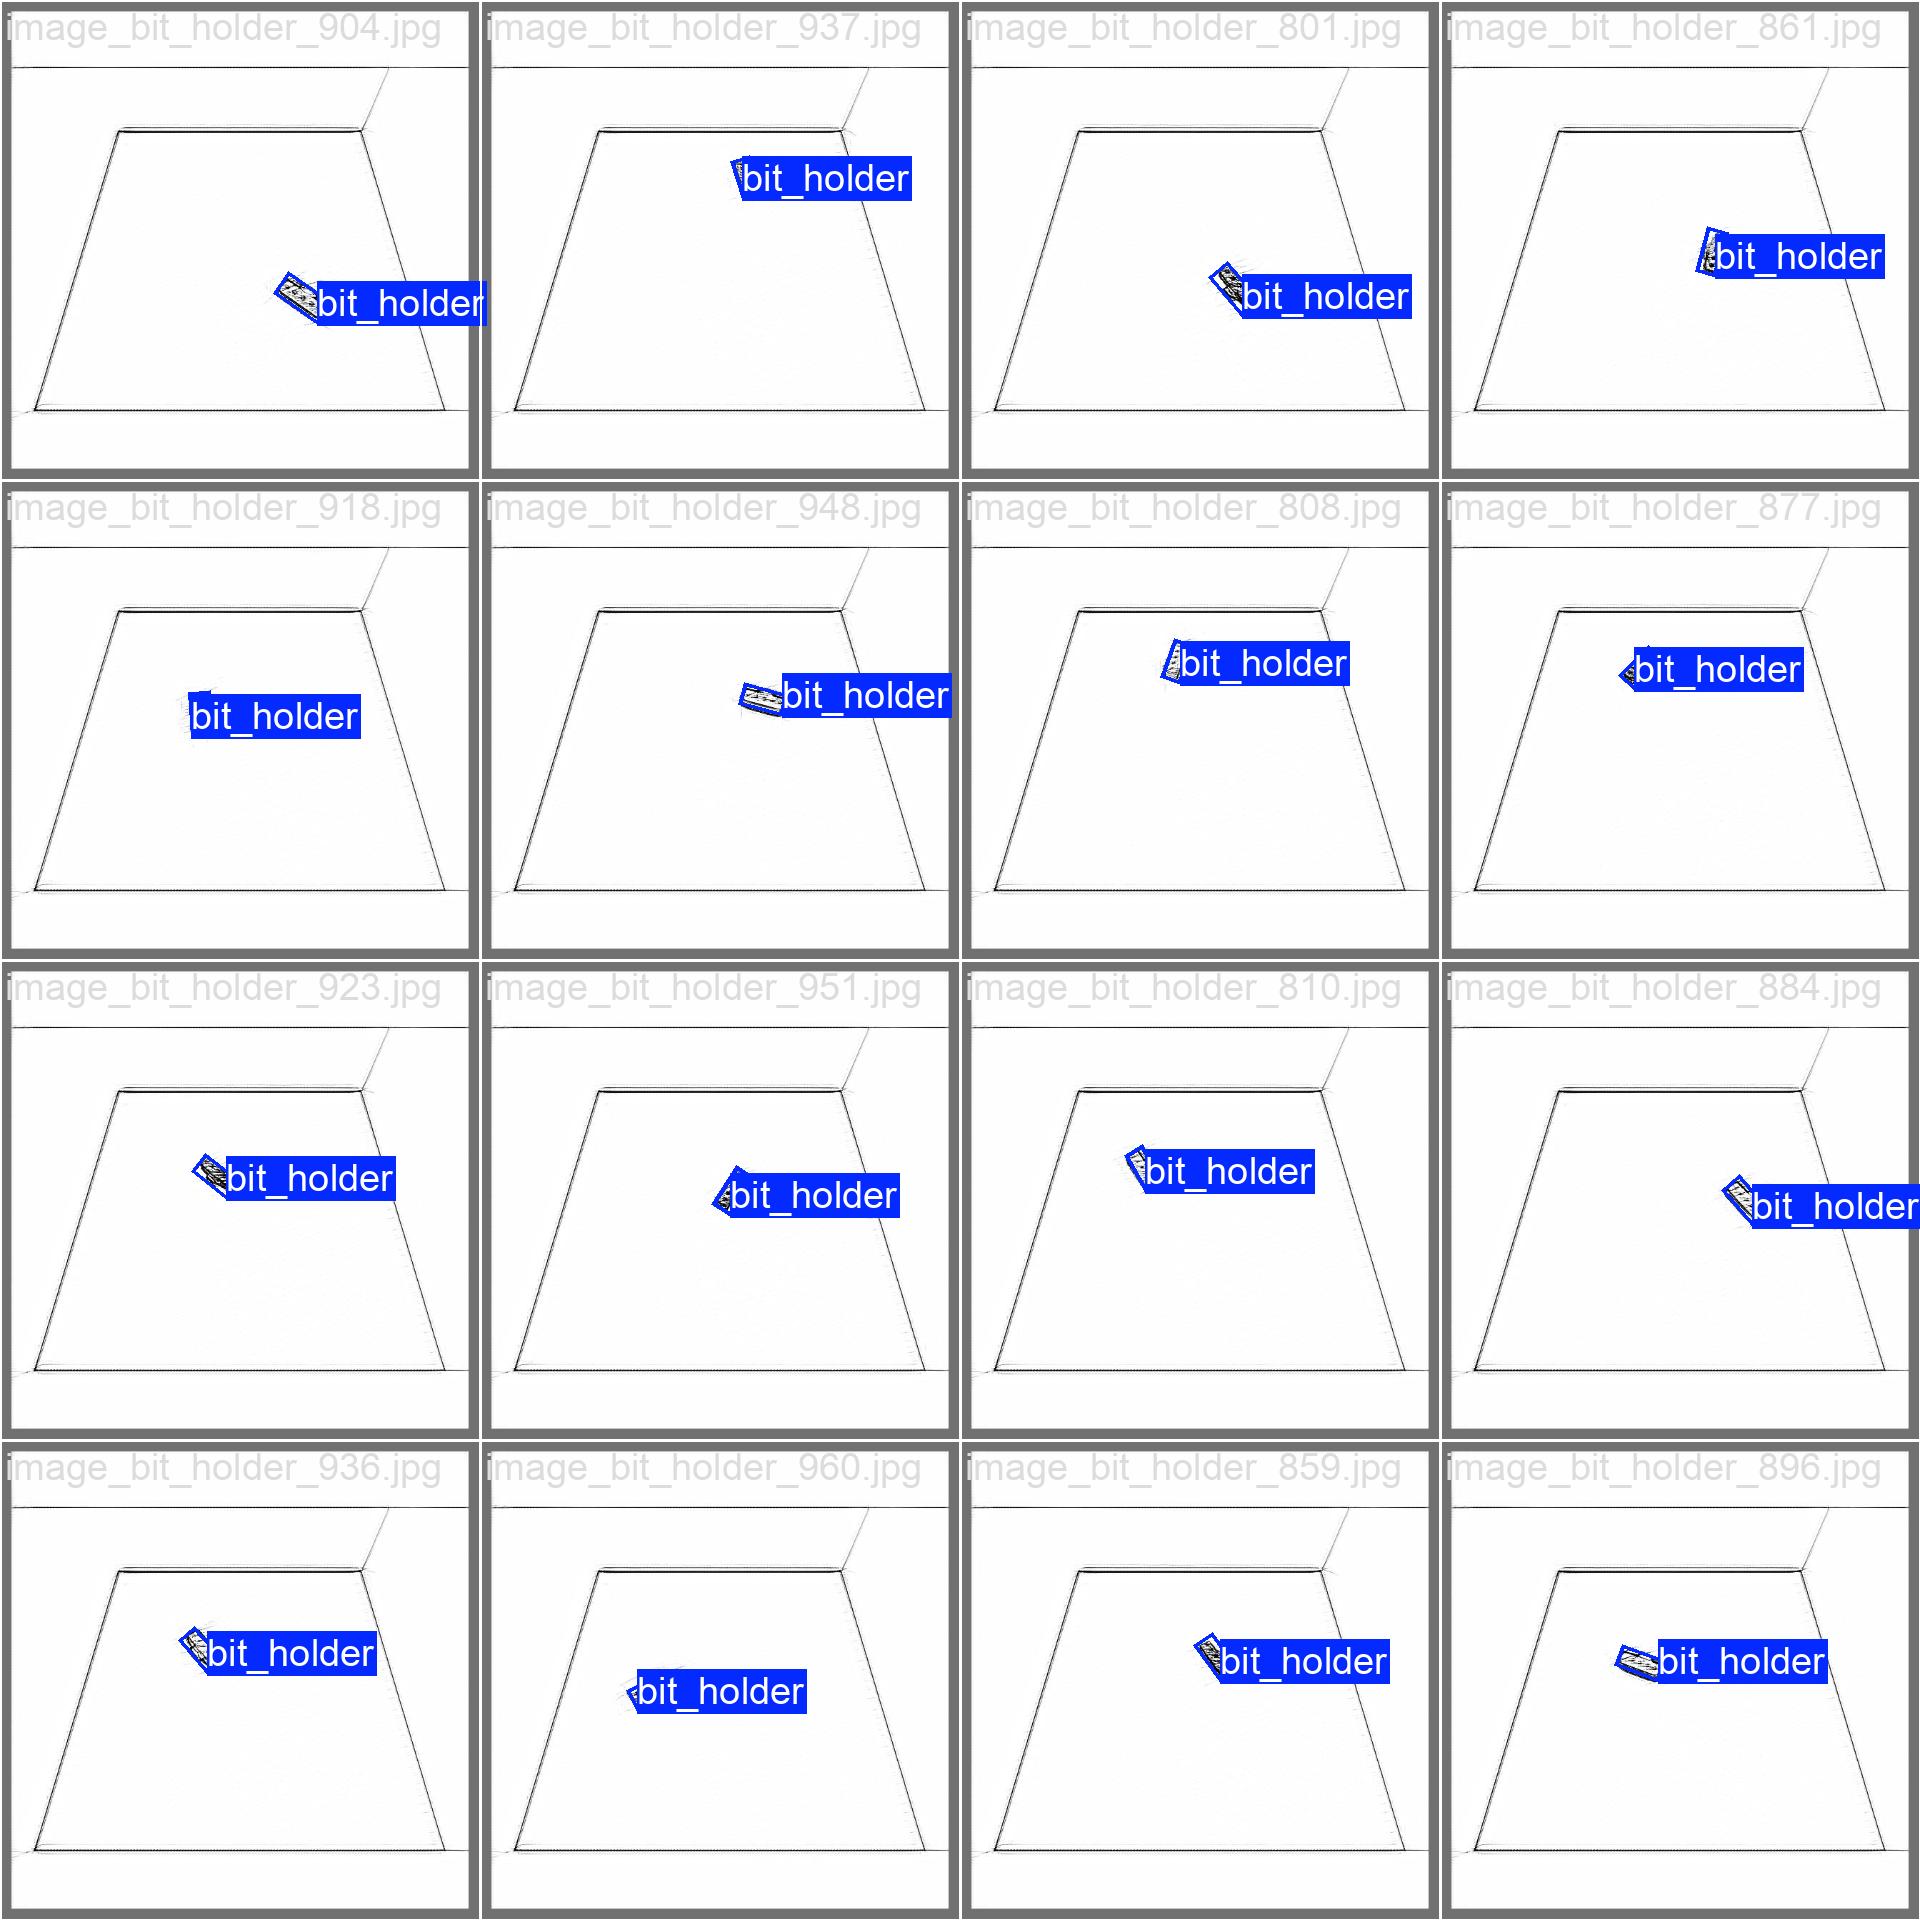 image_bit_holder_904.jpg
image_bit_holder_937.jpg
image_bit_holder_801.jpg
image_bit_holder_861.jpg
bit_holder
bit_holder
bit_holder
bit_holder
image_bit_holder_918.jpg
image_bit_holder_948.jpg
image_bit_holder_808.jpg
image_bit_holder_877.jpg
bit_holder
bit_holder
bit_holder
bit_holder
image_bit_holder_923.jpg
image_bit_holder_951.jpg
image_bit_holder_810.jpg
image_bit_holder_884.jpg
bit_holder
bit_holder
bit_holder
bit_holder
image_bit_holder_936.jpg
image_bit_holder_960.jpg
image_bit_holder_859.jpg
image_bit_holder_896.jpg
bit_holder
bit_holder
bit_holder
bit_holder